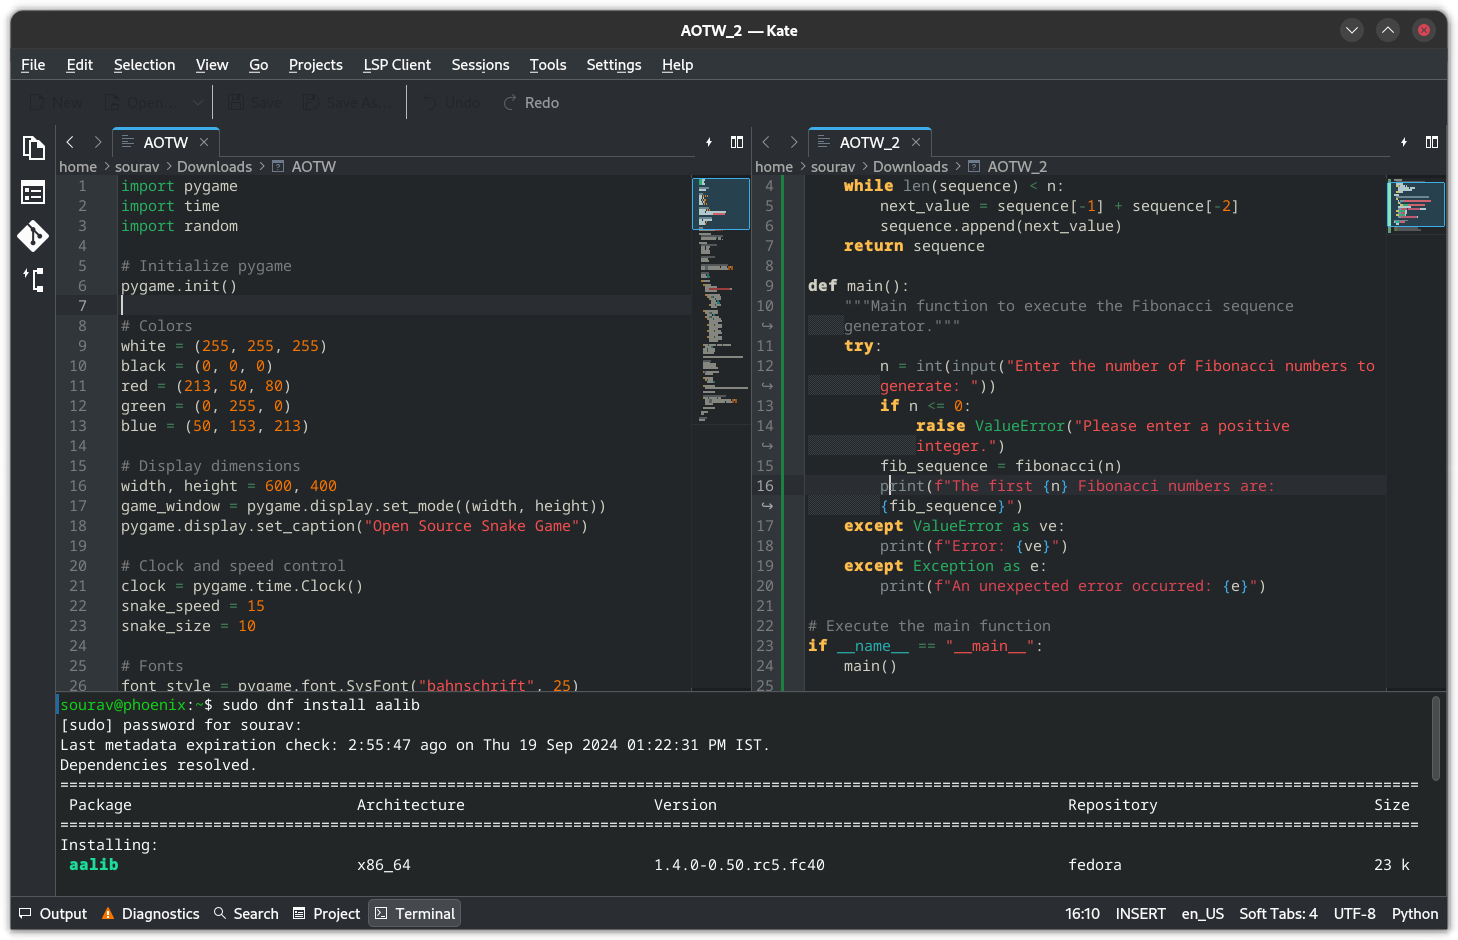 AOTW_2 — Kate
File Edit Selection View Go Projects LSP Client Sessions Tools Settings Help
New Open... Save Save As... Undo Redo
AOTW
home > sourav > Downloads > AOTW
1 import pygame
2 import time
3 import random
4
5 # Initialize pygame
6 pygame.init()
7
8 # Colors
9 white = (255, 255, 255)
10 black = (0, 0, 0)
11 red = (213, 50, 80)
12 green = (0, 255, 0)
13 blue = (50, 153, 213)
14
15 # Display dimensions
16 width, height = 600, 400
17 game_window = pygame.display.set_mode((width, height))
18 pygame.display.set_caption("Open Source Snake Game")
19
20 # Clock and speed control
21 clock = pygame.time.Clock()
22 snake_speed = 15
23 snake_size = 10
24
25 # Fonts
26 font_style = pygame.font.SysFont("bahnschrift", 25)
AOTW_2
home > sourav > Downloads > AOTW_2
4 while len(sequence) < n:
5 next_value = sequence[-1] + sequence[-2]
6 sequence.append(next_value)
7 return sequence
8
9 def main():
10 """Main function to execute the Fibonacci sequence
generator."""
11 try:
12 n = int(input("Enter the number of Fibonacci numbers to
generate: "))
13 if n <= 0:
14 raise ValueError("Please enter a positive
integer.")
15 fib_sequence = fibonacci(n)
16 print(f"The first {n} Fibonacci numbers are:
{fib_sequence}")
17 except ValueError as ve:
18 print(f"Error: {ve}")
19 except Exception as e:
20 print(f"An unexpected error occurred: {e}")
21
22 # Execute the main function
23 if __name__ == "__main__":
24 main()
25
sourav@phoenix:~$ sudo dnf install aalib
[sudo] password for sourav:
Last metadata expiration check: 2:55:47 ago on Thu 19 Sep 2024 01:22:31 PM IST.
Dependencies resolved.
Package Architecture Version Repository Size
Installing:
aalib x86_64 1.4.0-0.50.rc5.fc40 fedora 23 k
Output Diagnostics Search Project Terminal 16:10 INSERT en_US Soft Tabs: 4 UTF-8 Python